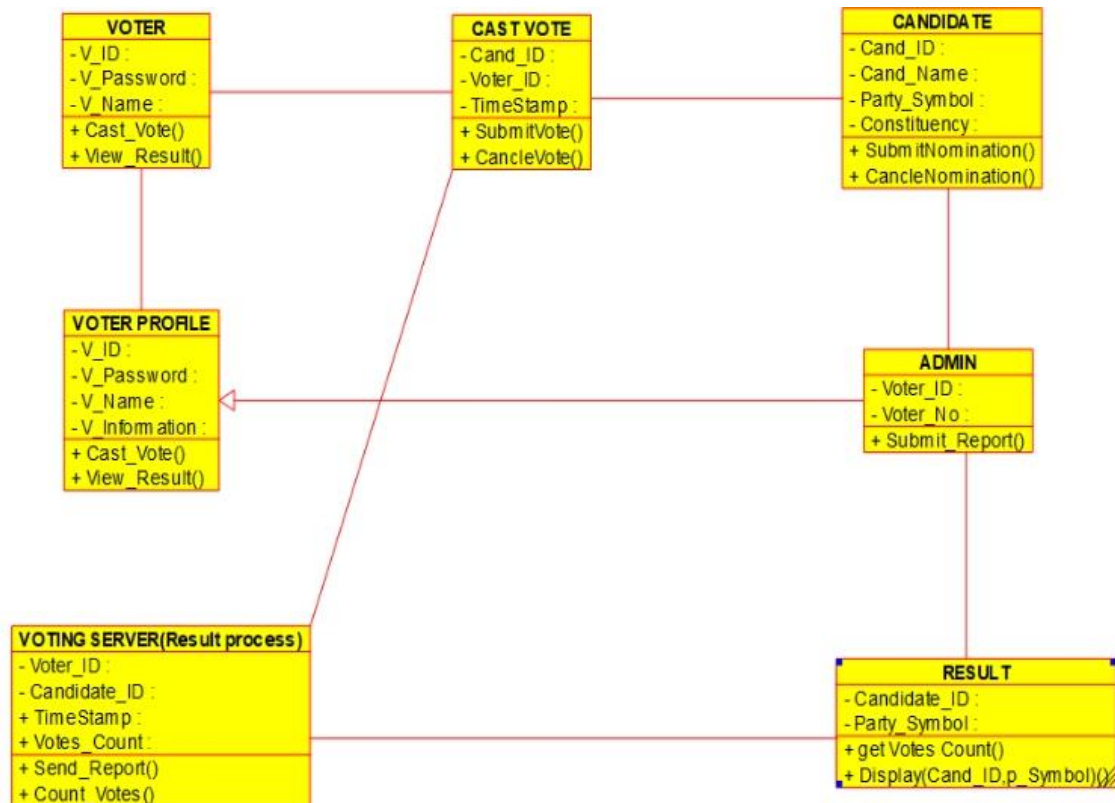 VOTER
- V_ID :
- V_Password :
- V_Name :
+ Cast_Vote()
+ View_Result()
CAST VOTE
- Cand_ID :
- Voter_ID :
- TimeStamp :
+ SubmitVote()
+ CancleVote()
CANDIDATE
- Cand_ID :
- Cand_Name :
- Party_Symbol :
- Constituency :
+ SubmitNomination()
+ CancleNomination()
VOTER PROFILE
- V_ID :
- V_Password :
- V_Name :
- V_Information :
+ Cast_Vote()
+ View_Result()
ADMIN
- Voter_ID :
- Voter_No :
+ Submit_Report()
VOTING SERVER(Result process)
- Voter_ID :
- Candidate_ID :
+ TimeStamp :
+ Votes_Count :
+ Send_Report()
+ Count_Votes()
RESULT
- Candidate_ID :
- Party_Symbol :
+ get Votes Count()
+ Display(Cand_ID,p_Symbol)()